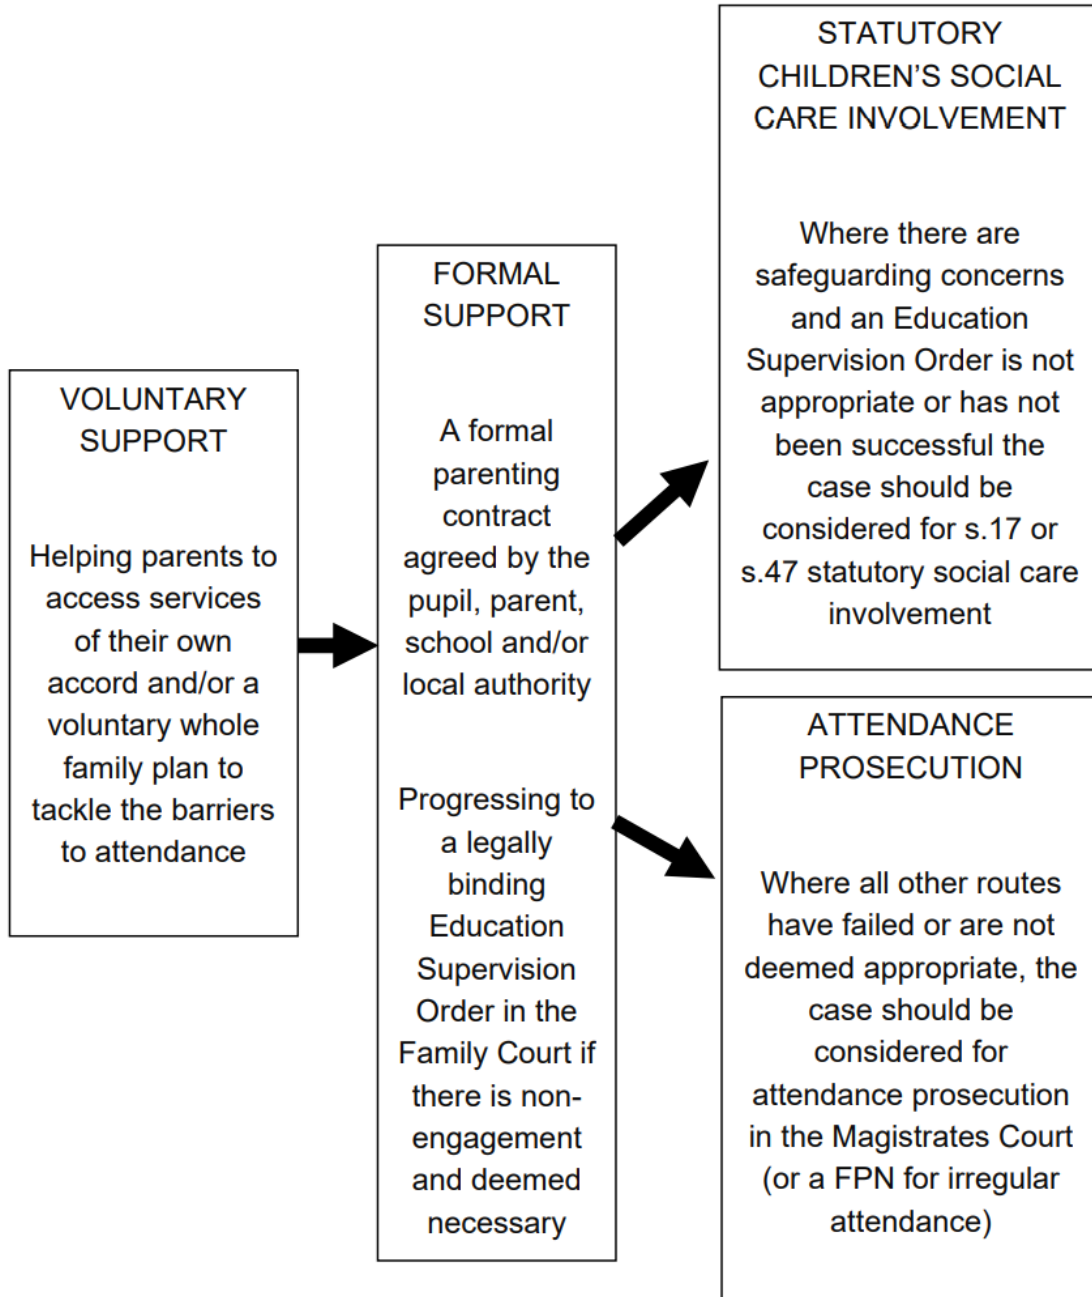 VOLUNTARY
SUPPORT
Helping parents to
access services
of their own
accord and/or a
voluntary whole
family plan to
tackle the barriers
to attendance
FORMAL
SUPPORT
A formal
parenting
contract
agreed by the
pupil, parent,
school and/or
local authority
Progressing to
a legally
binding
Education
Supervision
Order in the
Family Court if
there is non-
engagement
and deemed
necessary
STATUTORY
CHILDREN’S SOCIAL
CARE INVOLVEMENT
Where there are
safeguarding concerns
and an Education
Supervision Order is not
appropriate or has not
been successful the
case should be
considered for s.17 or
s.47 statutory social care
involvement
ATTENDANCE
PROSECUTION
Where all other routes
have failed or are not
deemed appropriate, the
case should be
considered for
attendance prosecution
in the Magistrates Court
(or a FPN for irregular
attendance)